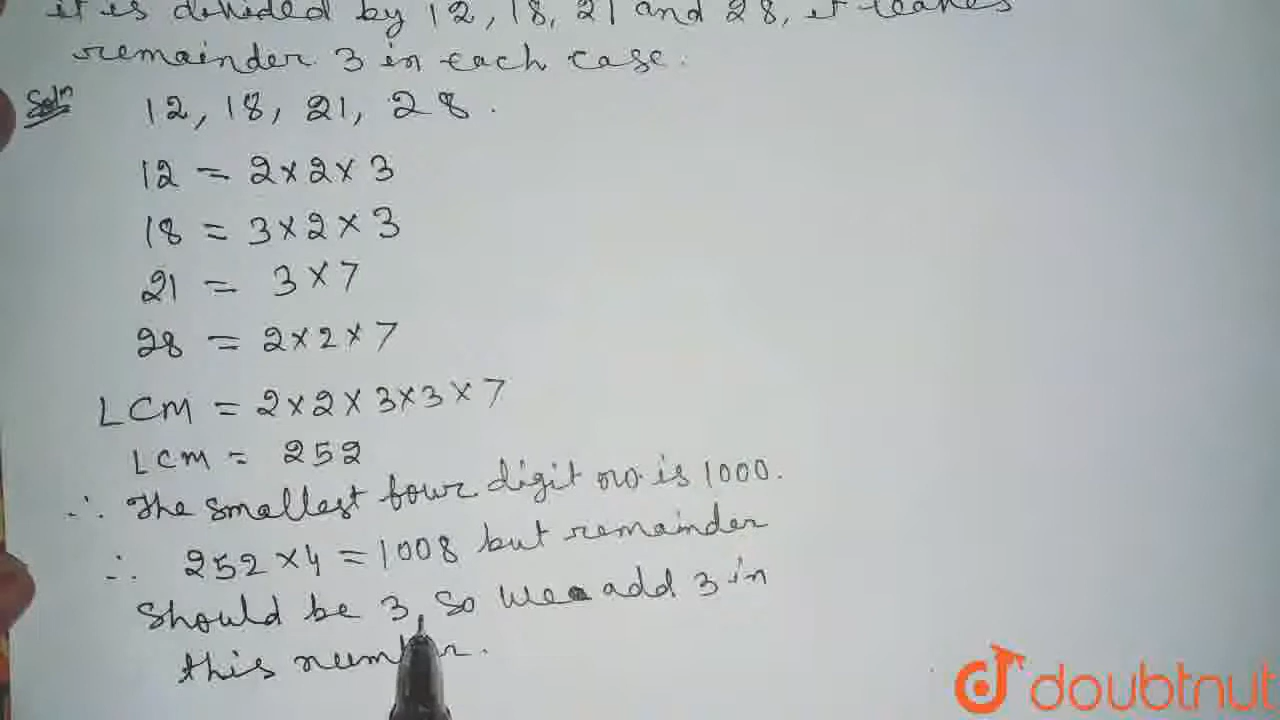 it is divided by 12, 18, 21 and 28, it leaves
remainder 3 in each case.
Soln
12, 18, 21, 28.
12 = 2×2×3
18 = 3×2×3
21 = 3×7
28 = 2×2×7
LCM = 2×2×3×3×7
LCM = 252
∴ The smallest four digit no. is 1000.
∴ 252×4=1008 but remainder
should be 3, so we add 3 in
this number.
doubtnut